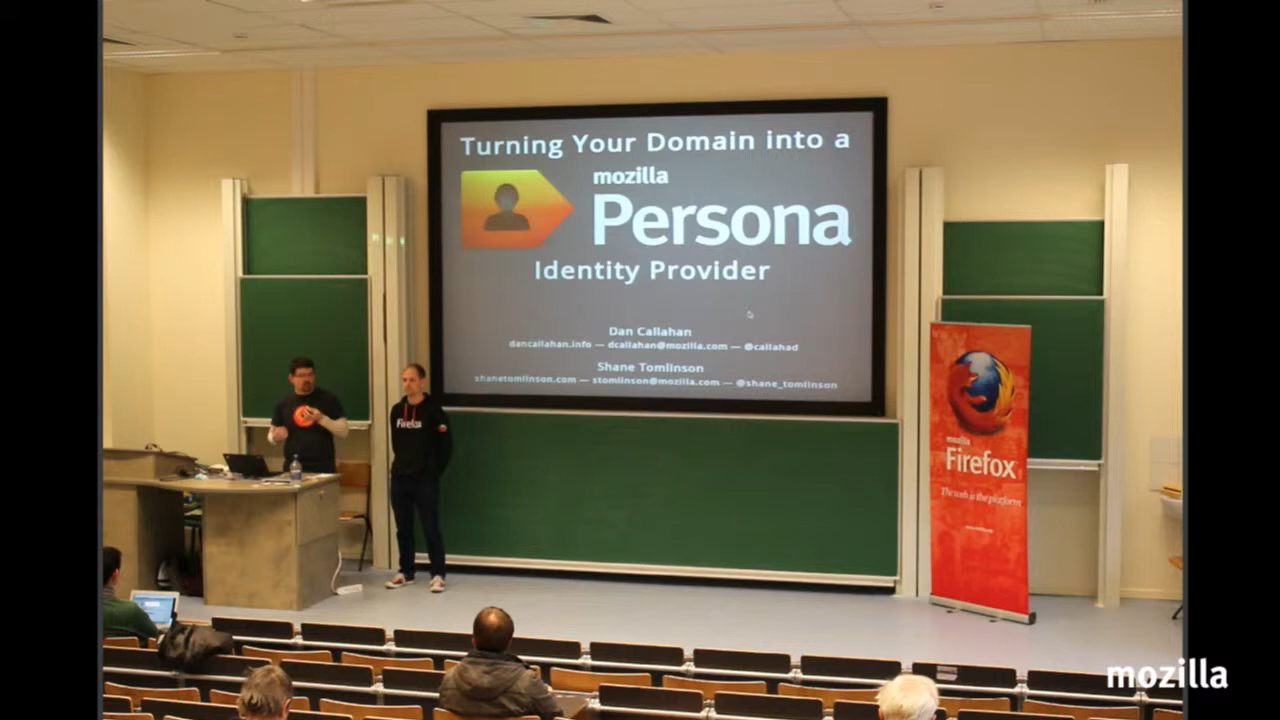 Turning Your Domain into a
mozilla
Persona
Identity Provider
Dan Callahan
dancallahan.info — dcallahan@mozilla.com — @callahad
Shane Tomlinson
shanetomlinson.com — stomlinson@mozilla.com — @shane_tomlinson
Firefox
mozilla
Firefox
The web is the platform
mozilla